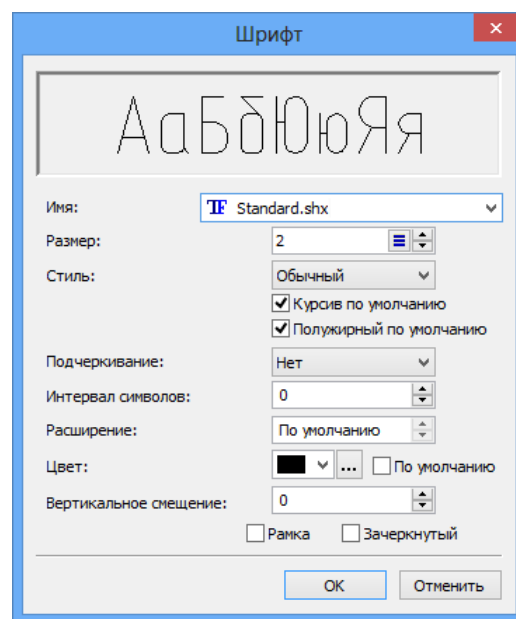 Шрифт
АаБбЮюЯя
Имя: Standard.shx
Размер: 2
Стиль: Обычный
Курсив по умолчанию
Полужирный по умолчанию
Подчеркивание: Нет
Интервал символов: 0
Расширение: По умолчанию
Цвет: ... По умолчанию
Вертикальное смещение: 0
Рамка Зачеркнутый
OK Отменить